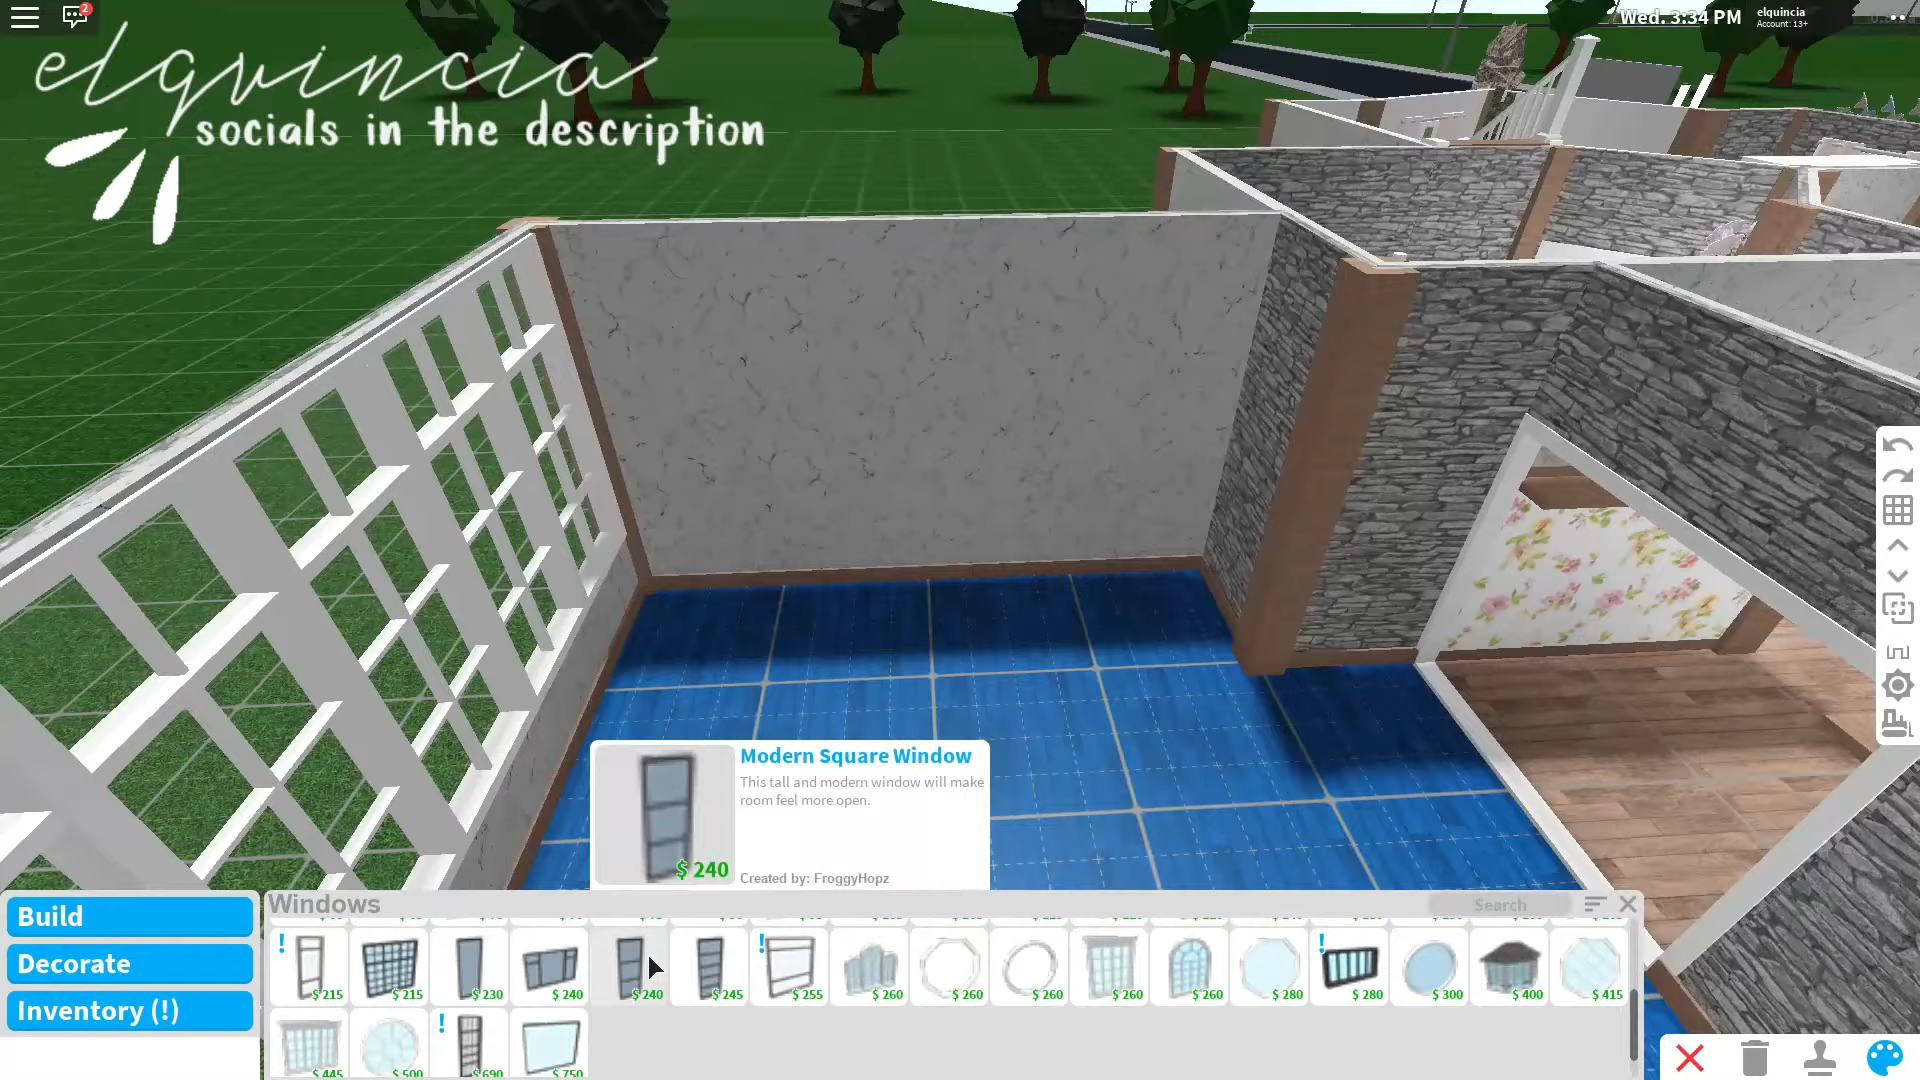 2
Wed. 3:34 PM
elquincia
Account: 13+
elquincia
socials in the description
Modern Square Window
This tall and modern window will make
room feel more open.
$ 240
Created by: FroggyHopz
Build
Decorate
Inventory (!)
Windows
Search
! $ 215
$ 215
$ 230
$ 240
$ 240
$ 245
! $ 255
$ 260
$ 260
$ 260
$ 260
$ 260
$ 280
! $ 280
$ 300
$ 400
$ 415
$ 445
$ 500
! $ 690
$ 750